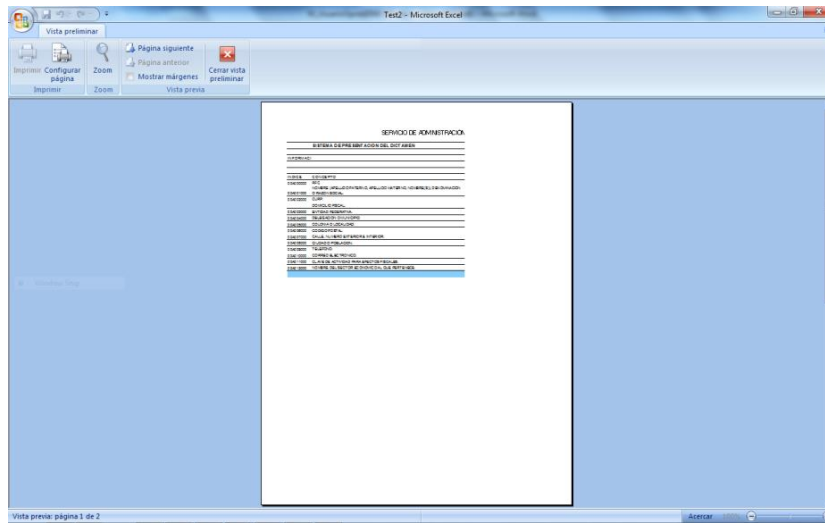 Test2 - Microsoft Excel
Vista preliminar
Imprimir
Configurar página
Zoom
Página siguiente
Página anterior
Mostrar márgenes
Cerrar vista preliminar
Imprimir
Zoom
Vista previa
SERVICIO DE ADMINISTRACIÓN
SISTEMA DE PRESENTACION DEL DICTAMEN
INFORMACI
INDICE CONCEPTO
RFC
NOMBRE (APELLIDO PATERNO, APELLIDO MATERNO, NOMBRE(S)), DENOMINACION
O RAZON SOCIAL.
CURP.
DOMICILIO FISCAL:
ENTIDAD FEDERATIVA.
DELEGACION O MUNICIPIO.
COLONIA O LOCALIDAD.
CODIGO POSTAL.
CALLE, NUMERO EXTERIOR E INTERIOR.
CIUDAD O POBLACION.
TELEFONO.
CORREO ELECTRONICO.
CLAVE DE ACTIVIDAD PARA EFECTOS FISCALES.
NOMBRE DEL SECTOR ECONOMICO AL QUE PERTENECE.
Vista previa: página 1 de 2
Acercar 100%